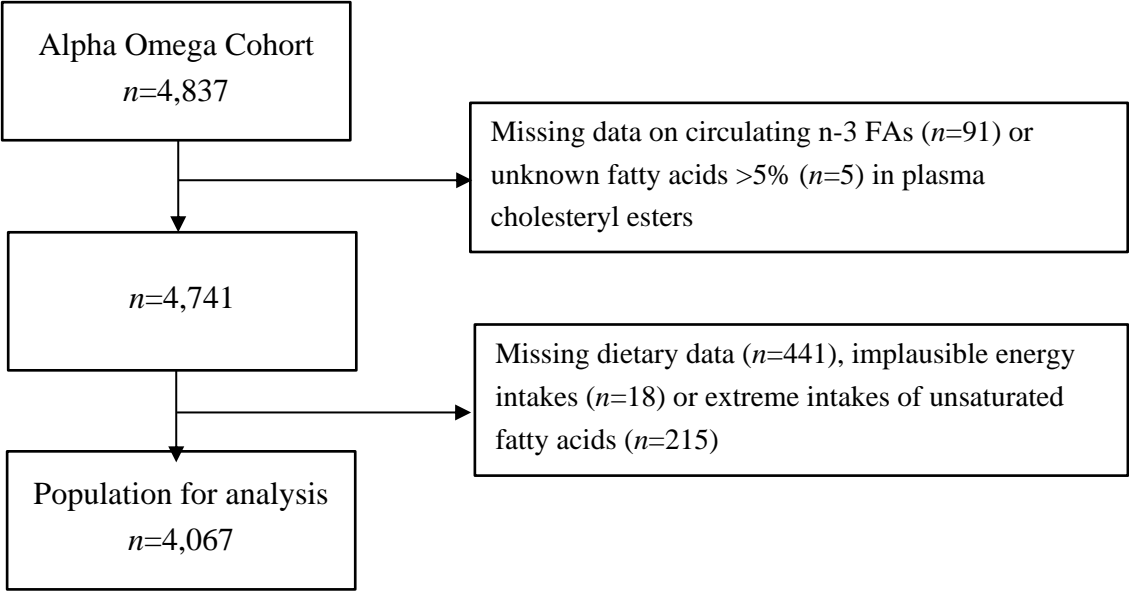 Alpha Omega Cohort
n=4,837
Missing data on circulating n-3 FAs (n=91) or
unknown fatty acids >5% (n=5) in plasma
cholesteryl esters
n=4,741
Missing dietary data (n=441), implausible energy
intakes (n=18) or extreme intakes of unsaturated
fatty acids (n=215)
Population for analysis
n=4,067